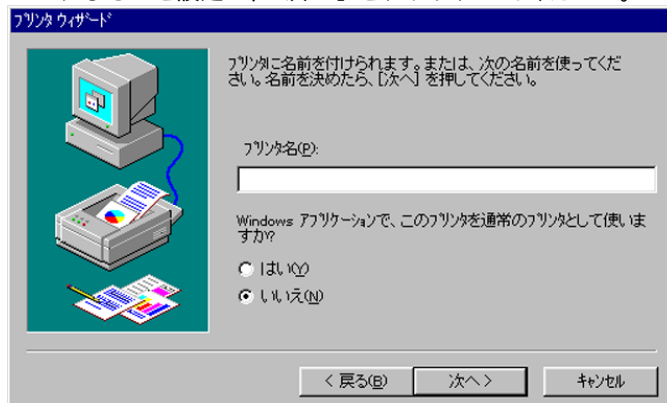 ﾌﾟﾘﾝﾀ ｳｨｻﾞｰﾄﾞ
ﾌﾟﾘﾝﾀに名前を付けられます。または、次の名前を使ってくだ
さい。名前を決めたら、[次へ] を押してください。
ﾌﾟﾘﾝﾀ名(P):
Windows ｱﾌﾟﾘｹｰｼｮﾝで、このﾌﾟﾘﾝﾀを通常のﾌﾟﾘﾝﾀとして使いま
すか?
はい(Y)
いいえ(N)
< 戻る(B)
次へ >
ｷｬﾝｾﾙ